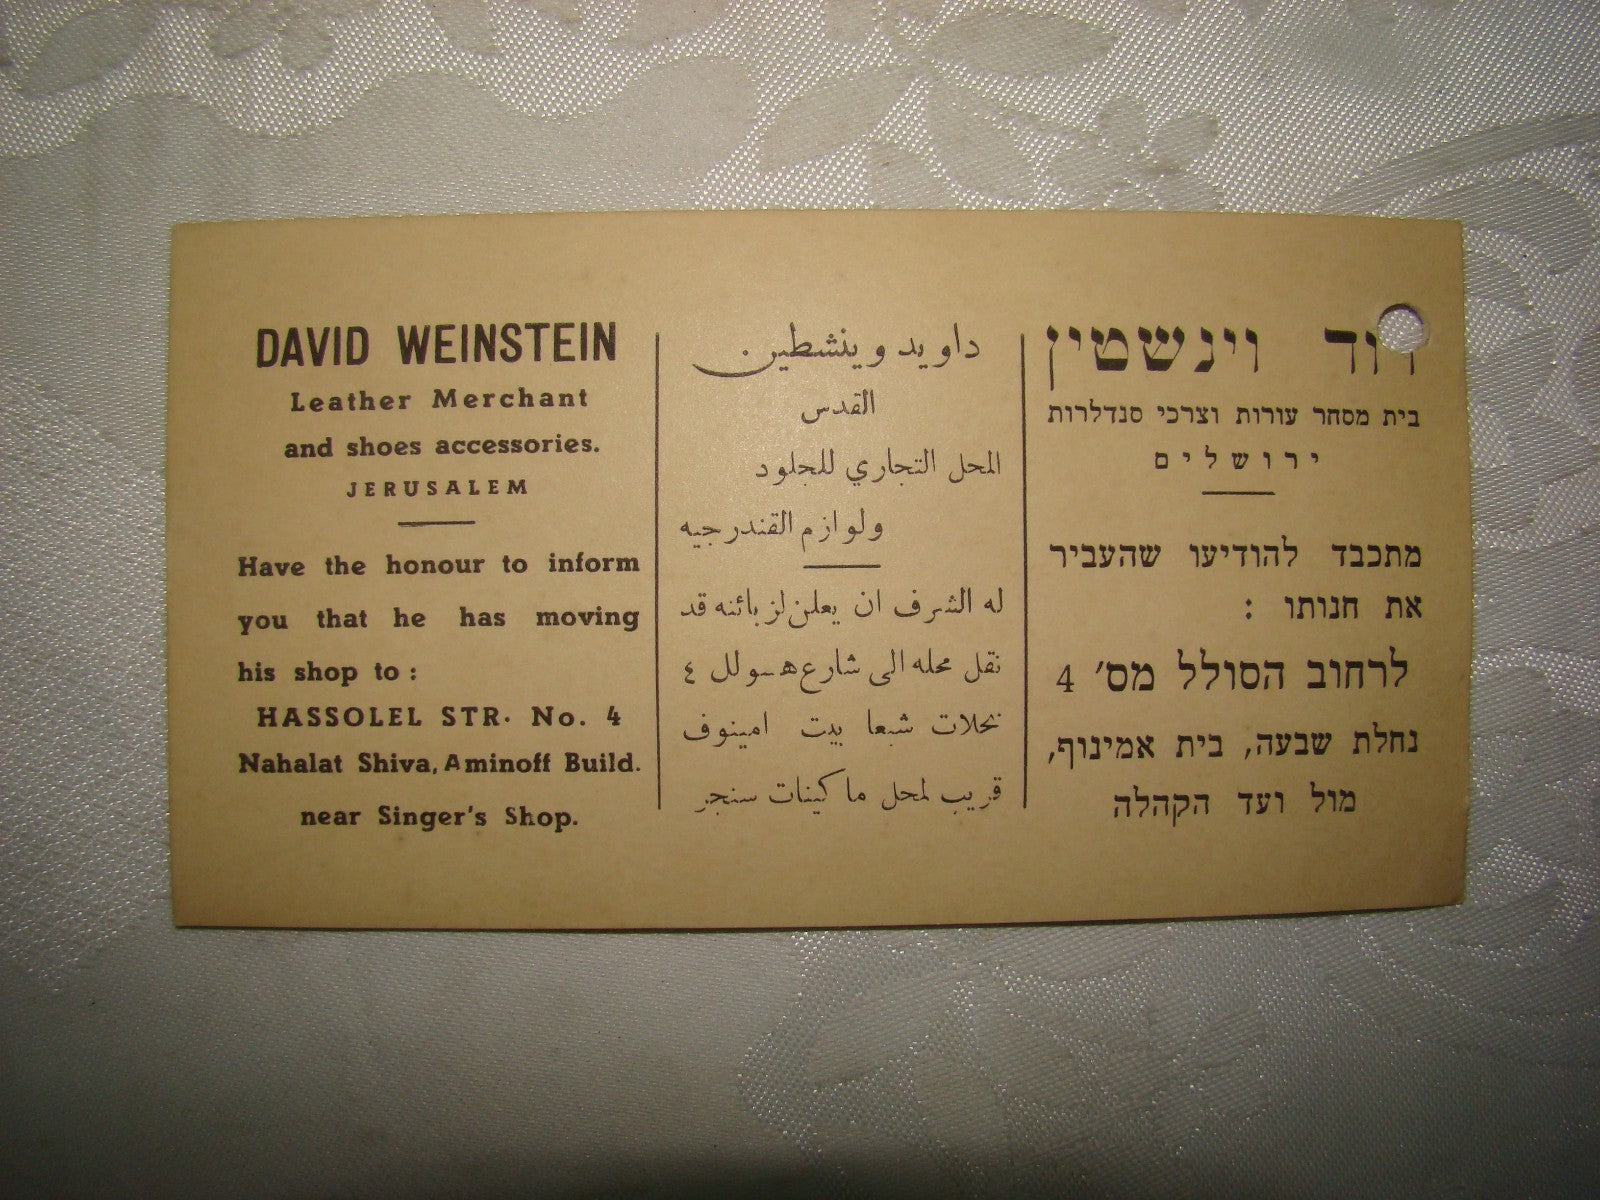 DAVID WEINSTEIN
Leather Merchant
and shoes accessories.
JERUSALEM
Have the honour to inform
you that he has moving
his shop to :
HASSOLEL STR. No. 4
Nahalat Shiva, Aminoff Build.
near Singer's Shop.
داويد وينشطين
القدس
المحل التجاري للجلود
ولوازم القندرجيه
له الشرف ان يعلن لزبائنه قد
نقل محله الى شارع هسولل ٤
نحلات شبعا بيت امينوف
قريب لمحل ماكينات سنجر
דוד וינשטין
בית מסחר עורות וצרכי סנדלרות
ירושלים
מתכבד להודיעו שהעביר
את חנותו :
לרחוב הסולל מס' 4
נחלת שבעה, בית אמינוף,
מול ועד הקהלה